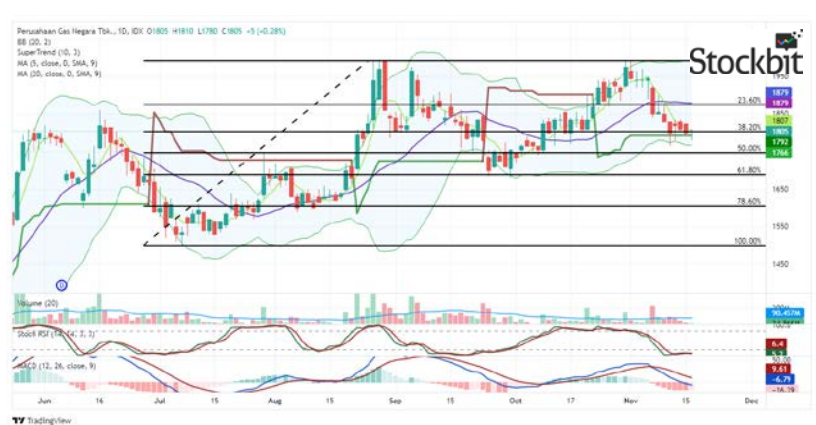 Perusahaan Gas Negara Tbk., 1D, IDX O1805 H1810 L1780 C1805 +5 (+0.28%)
BB (20, 2)
SuperTrend (10, 3)
MA (5, close, 0, SMA, 9)
MA (20, close, 0, SMA, 9)
Stockbit
1950
1879
23.60%
1879
1807
38.20%
1805
1792
50.00%
1766
61.80%
1650
78.60%
1550
100.00%
1450
D
Volume (20)
90.457M
Stoch RSI (14, 14, 3, 3)
6.4
MACD (12, 26, close, 9)
9.61
-6.79
-16.39
Jun
16
Jul
15
Aug
16
Sep
15
Oct
17
Nov
15
Dec
TradingView